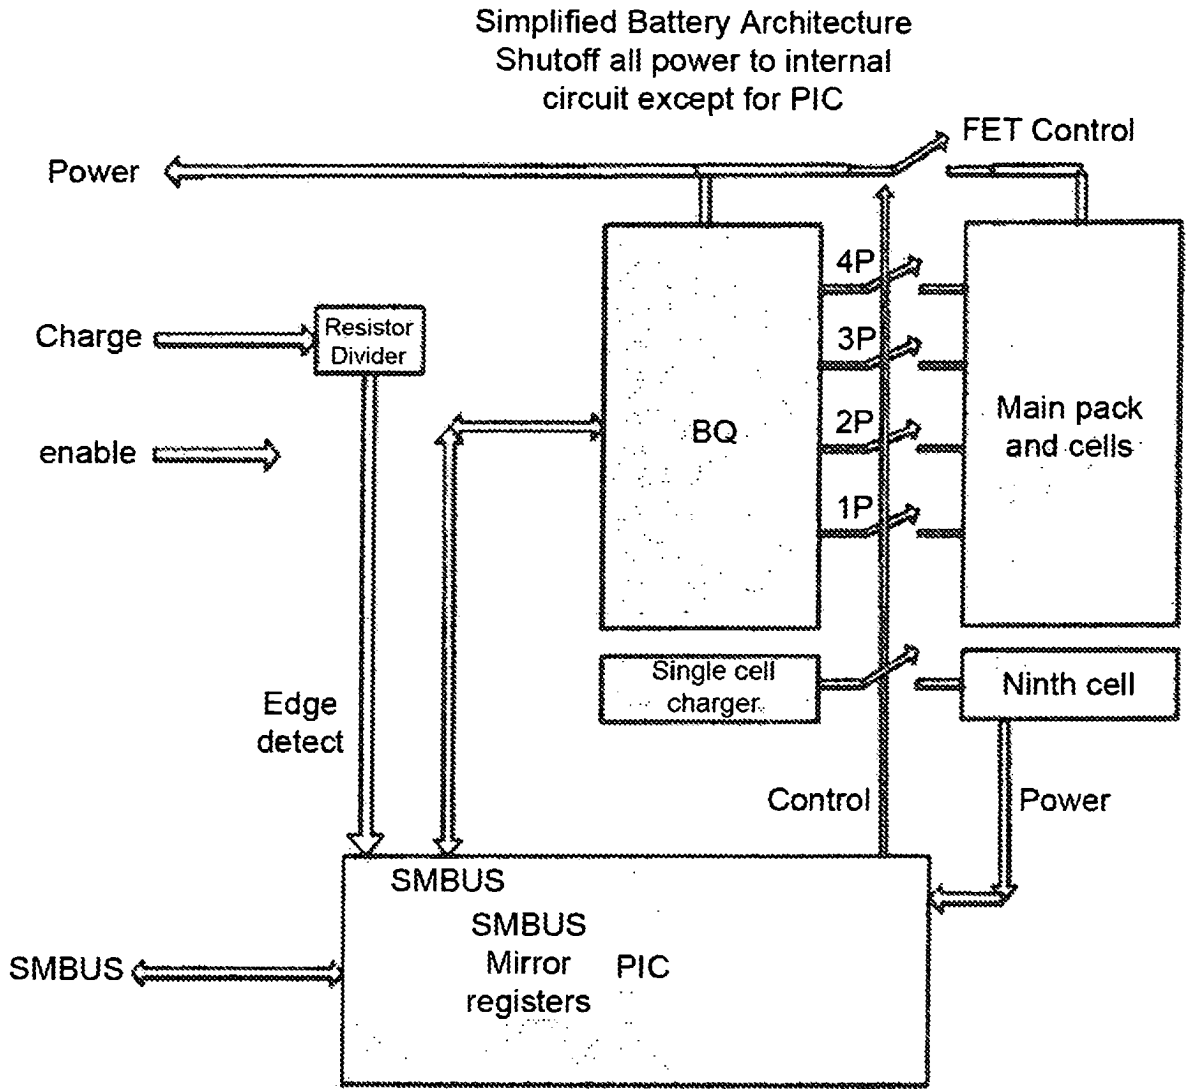 Simplified Battery Architecture
Shutoff all power to internal
circuit except for PIC
FET Control
Power
4P
Charge
Resistor
Divider
3P
BQ
2P
Main pack
and cells
enable
1P
Single cell
charger
Ninth cell
Edge
detect
Control
Power
SMBUS
SMBUS
Mirror
registers
PIC
SMBUS